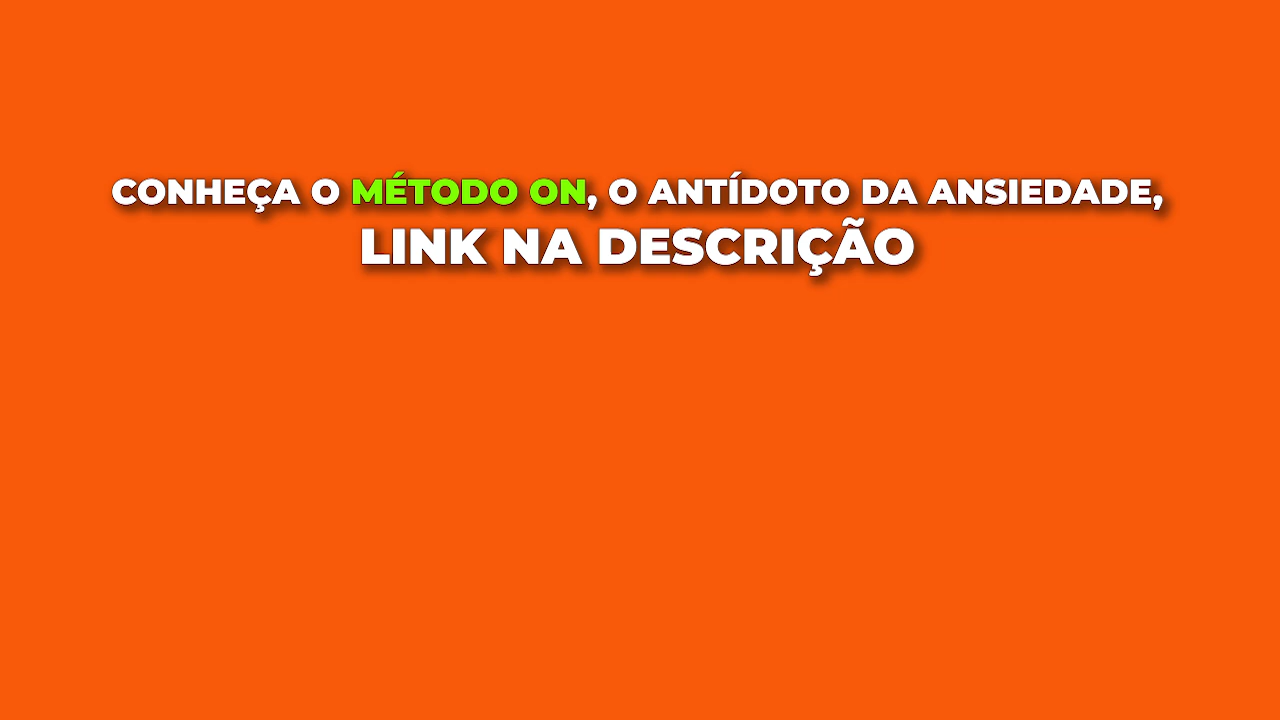 CONHEÇA O MÉTODO ON, O ANTÍDOTO DA ANSIEDADE,
LINK NA DESCRIÇÃO